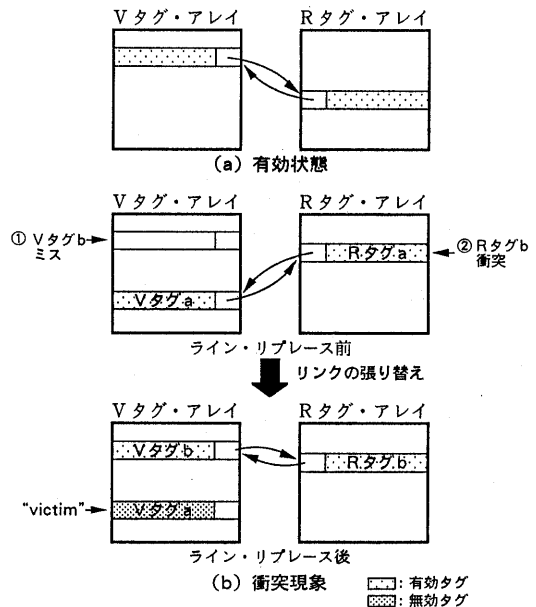 Vタグ・アレイ Rタグ・アレイ
(a) 有効状態
Vタグ・アレイ Rタグ・アレイ
① Vタグb
ミス
② Rタグb
衝突
Rタグa
Vタグa
ライン・リプレース前
リンクの張り替え
Vタグ・アレイ Rタグ・アレイ
Vタグb
Rタグb
"victim"
Vタグa
ライン・リプレース後
(b) 衝突現象
: 有効タグ
: 無効タグ